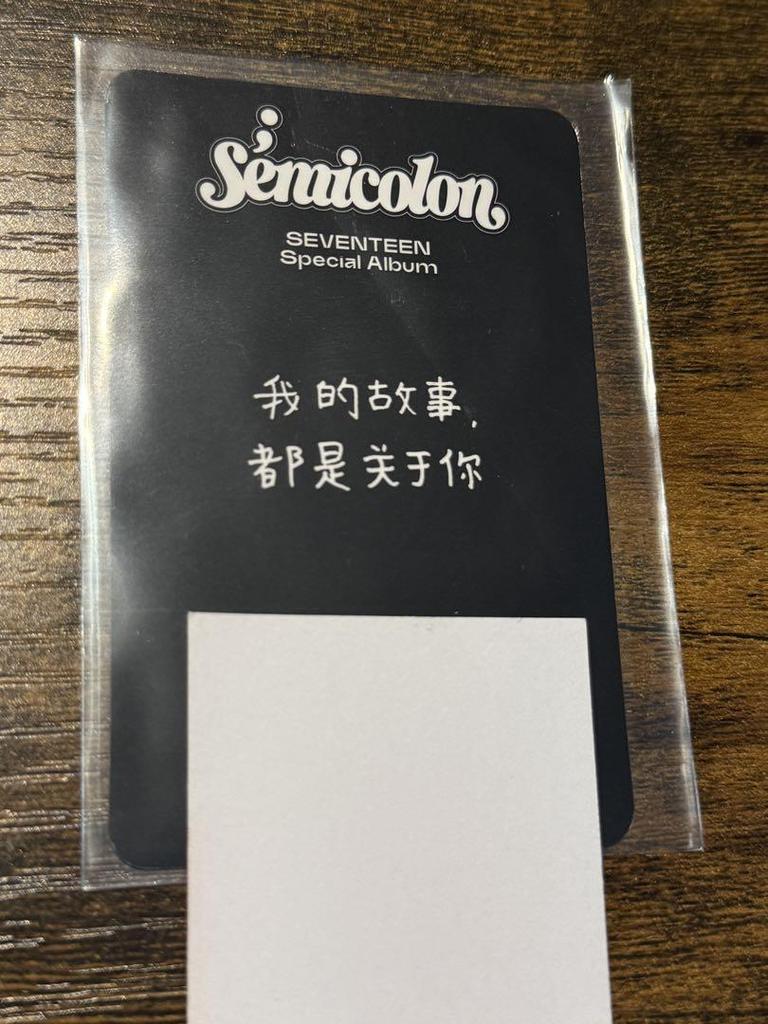 ; Semicolon
SEVENTEEN
Special Album
我的故事,
都是关于你